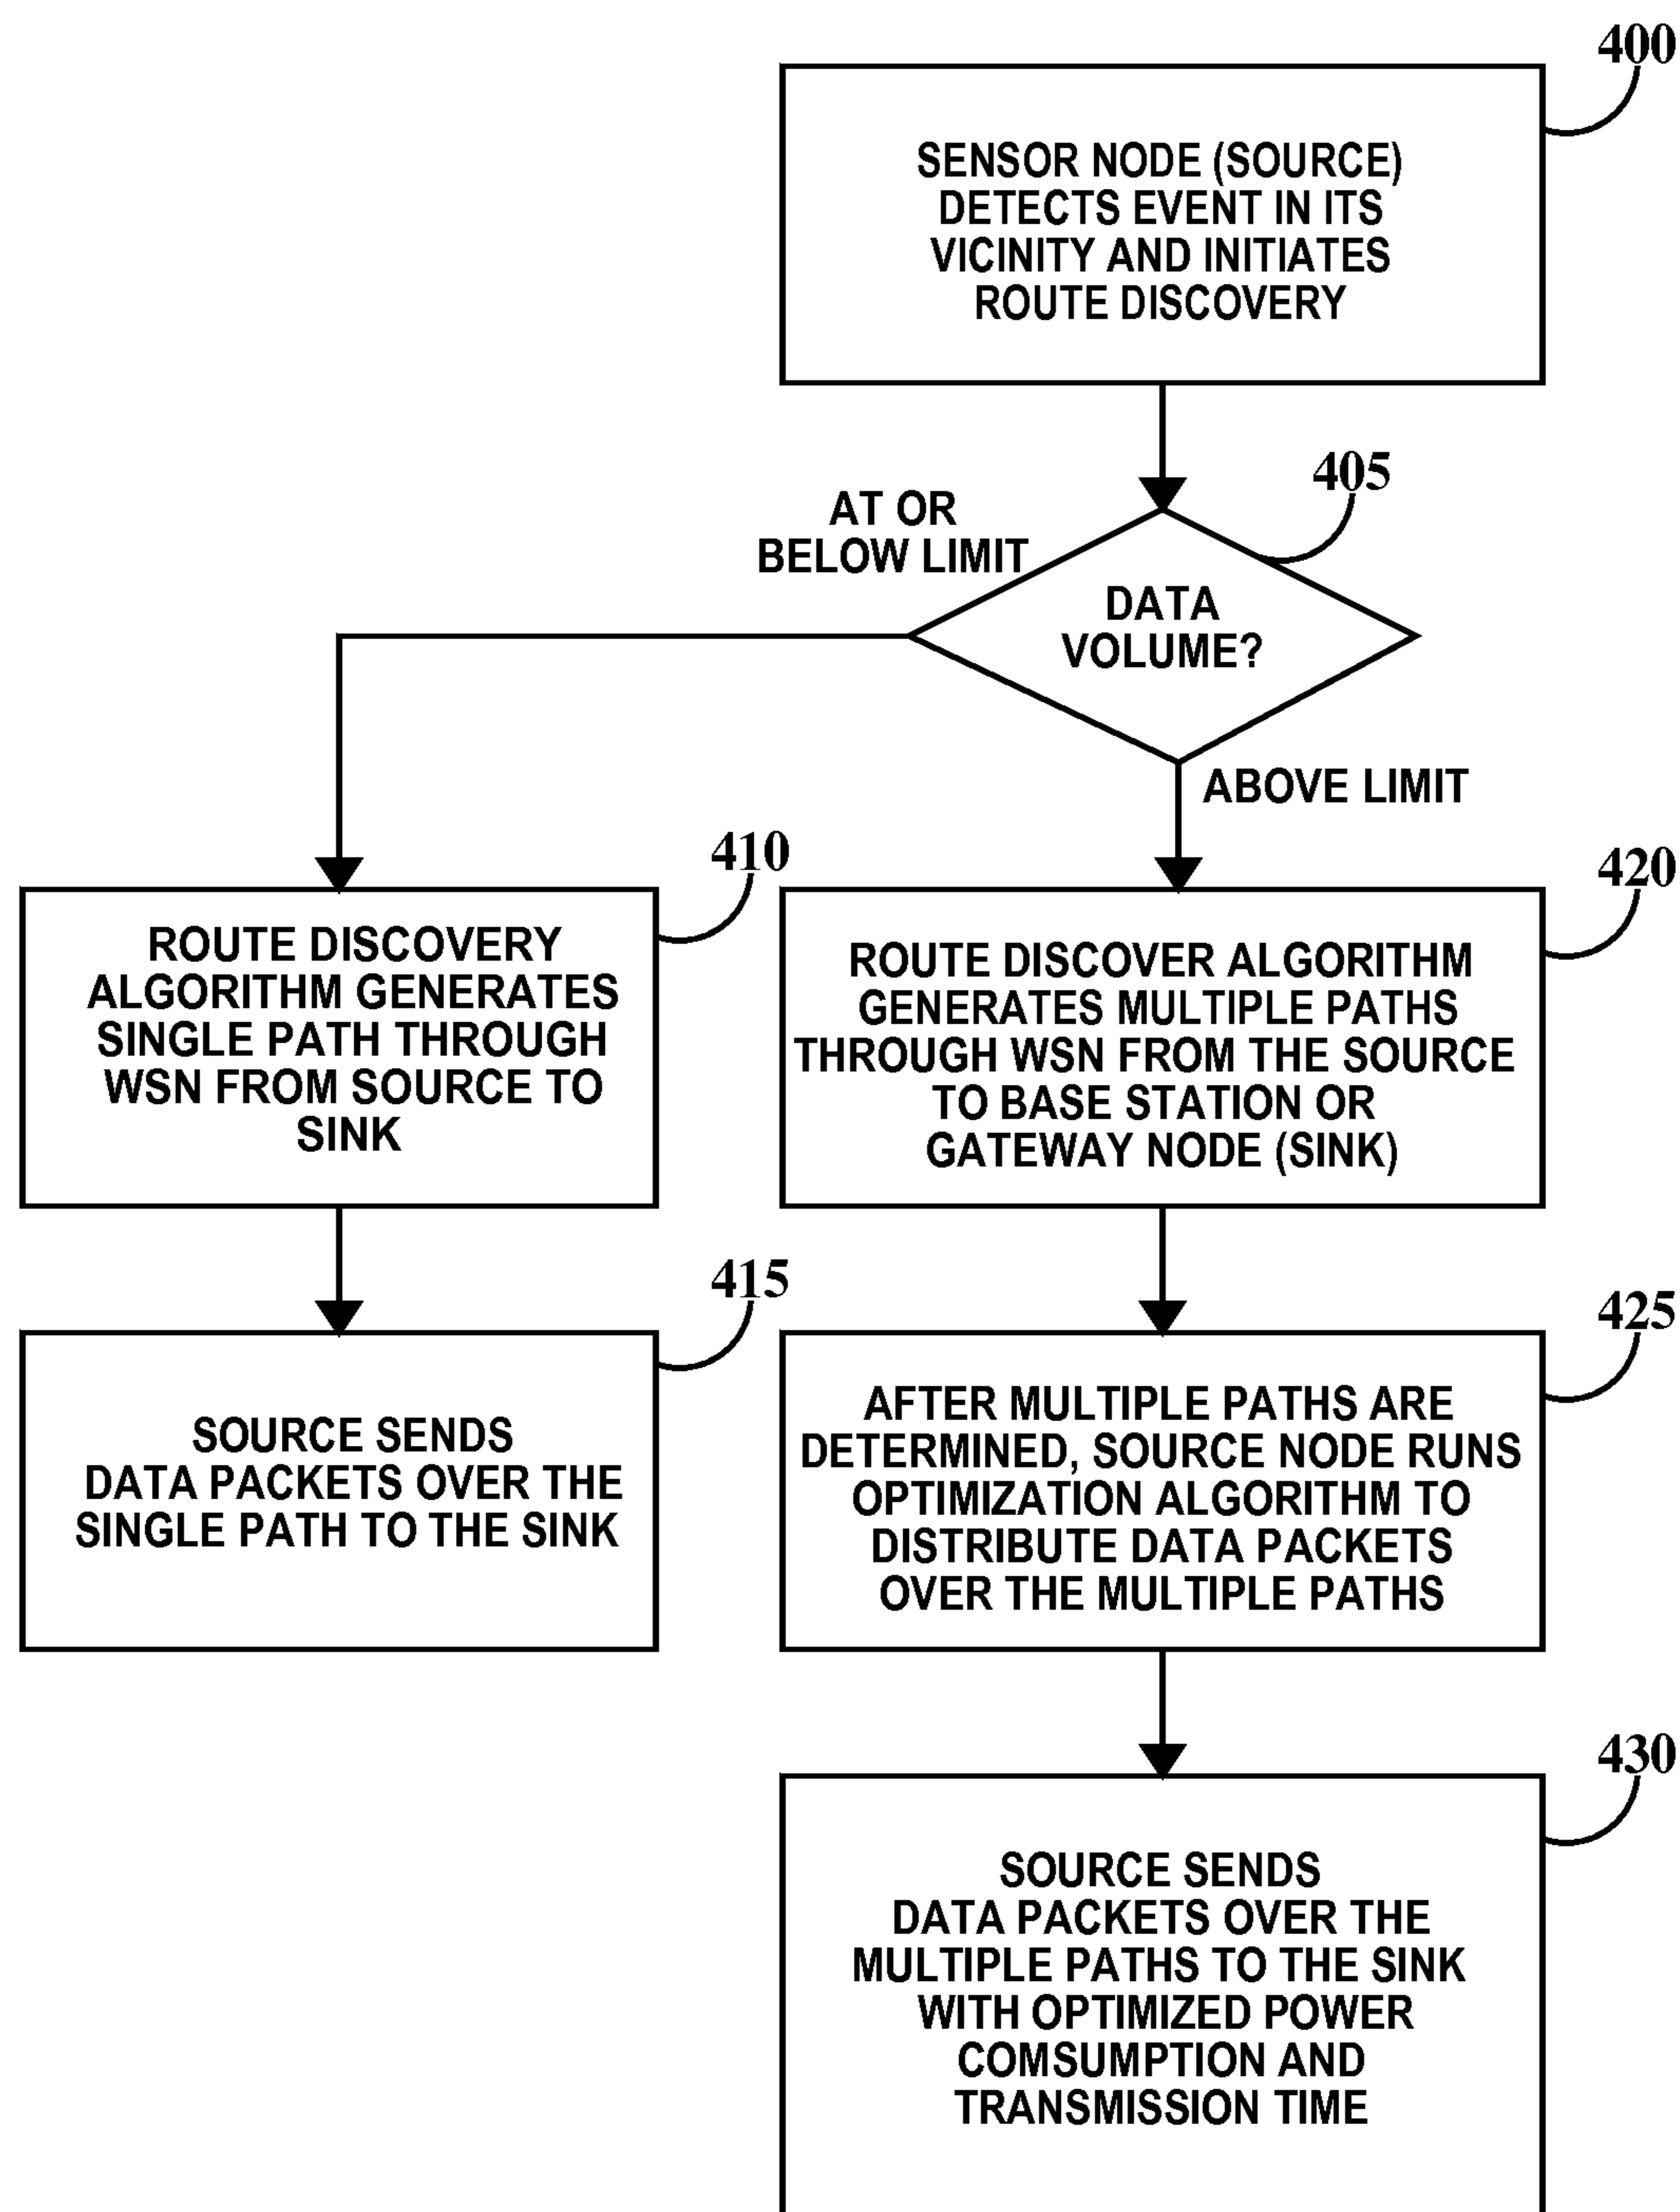 400
SENSOR NODE (SOURCE)
DETECTS EVENT IN ITS
VICINITY AND INITIATES
ROUTE DISCOVERY
405
AT OR
BELOW LIMIT
DATA
VOLUME?
ABOVE LIMIT
410
ROUTE DISCOVERY
ALGORITHM GENERATES
SINGLE PATH THROUGH
WSN FROM SOURCE TO
SINK
420
ROUTE DISCOVER ALGORITHM
GENERATES MULTIPLE PATHS
THROUGH WSN FROM THE SOURCE
TO BASE STATION OR
GATEWAY NODE (SINK)
415
SOURCE SENDS
DATA PACKETS OVER THE
SINGLE PATH TO THE SINK
425
AFTER MULTIPLE PATHS ARE
DETERMINED, SOURCE NODE RUNS
OPTIMIZATION ALGORITHM TO
DISTRIBUTE DATA PACKETS
OVER THE MULTIPLE PATHS
430
SOURCE SENDS
DATA PACKETS OVER THE
MULTIPLE PATHS TO THE SINK
WITH OPTIMIZED POWER
COMSUMPTION AND
TRANSMISSION TIME